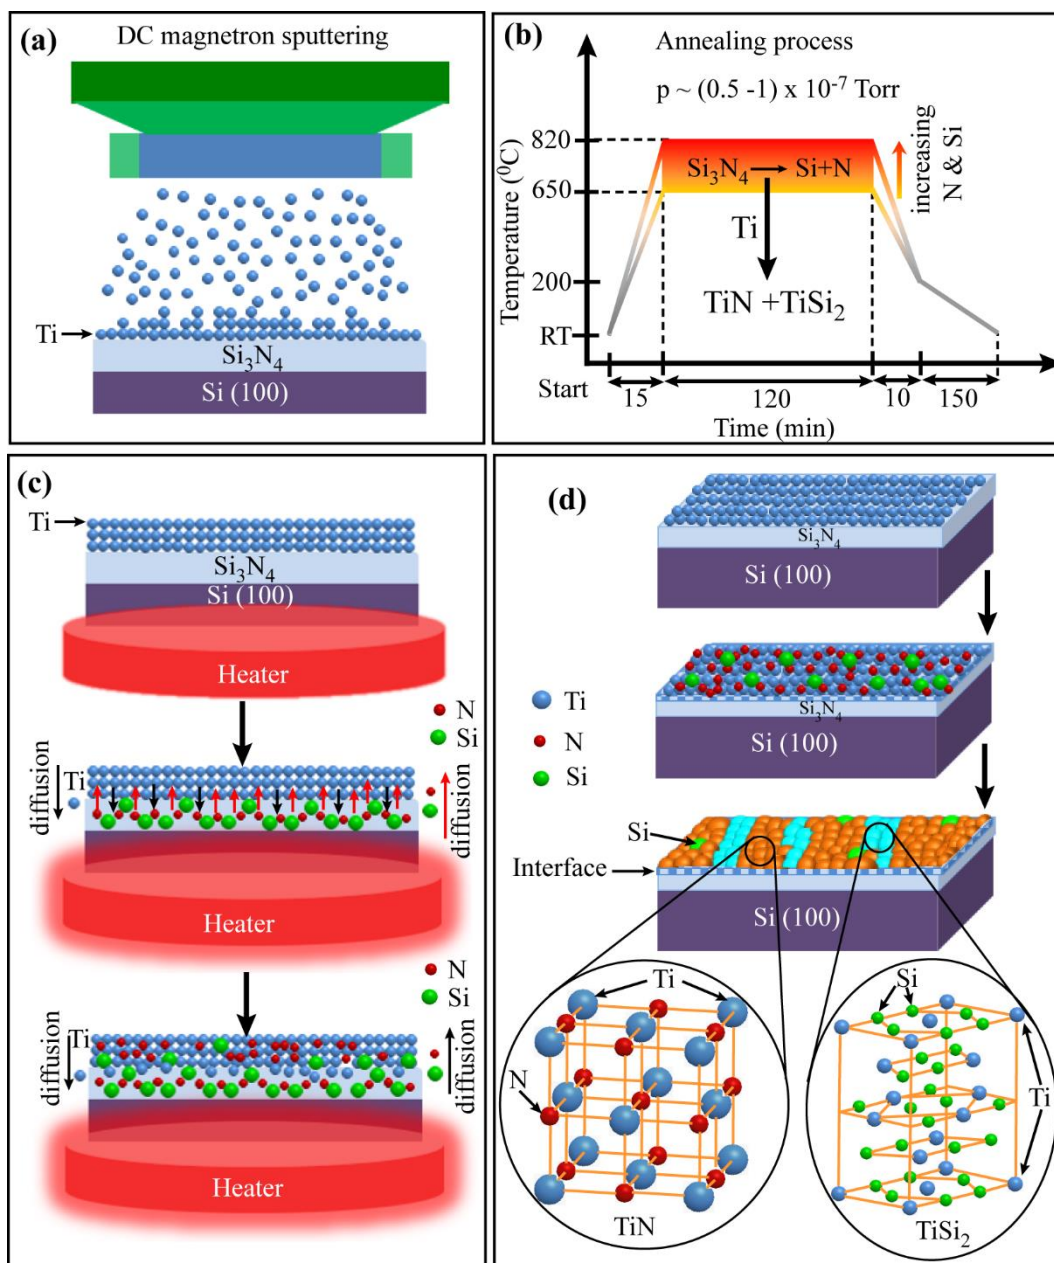 (a)
DC magnetron sputtering
Ti
Si₃N₄
Si (100)
(b)
Annealing process
p ~ (0.5 -1) x 10⁻⁷ Torr
Temperature (⁰C)
820
650
200
RT
Si₃N₄ → Si+N
Ti
TiN +TiSi₂
increasing
N & Si
Start
15
120
10
150
Time (min)
(c)
Ti
Si₃N₄
Si (100)
Heater
N
Si
diffusion
Ti
diffusion
Heater
N
Si
diffusion
Ti
diffusion
Heater
(d)
Si₃N₄
Si (100)
Ti
N
Si
Si₃N₄
Si (100)
Si
Interface
Si (100)
Ti
N
TiN
Si
Ti
TiSi₂